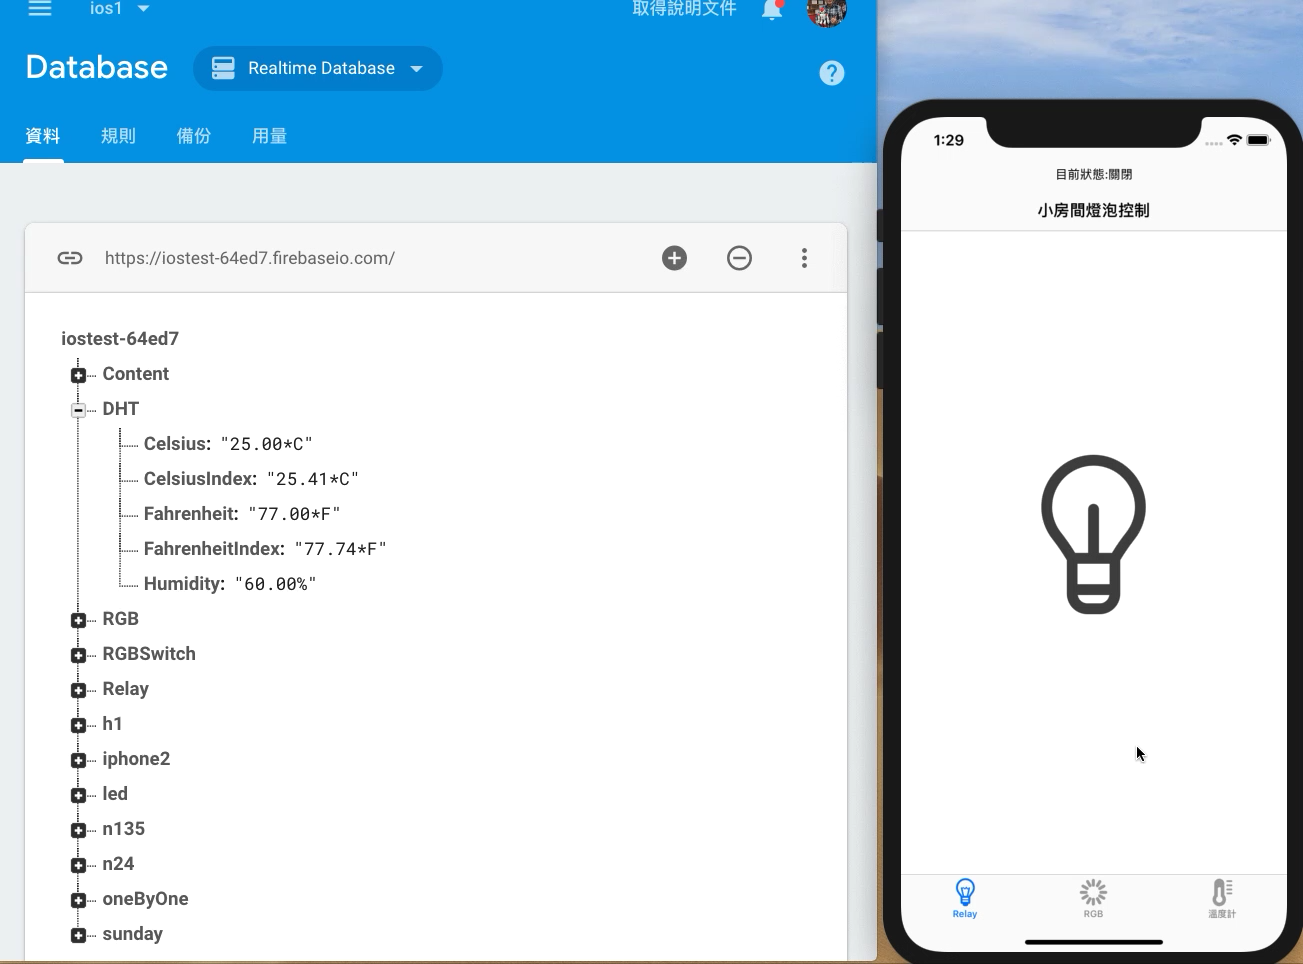 ios1
取得說明文件
Database
Realtime Database
資料 規則 備份 用量
https://iostest-64ed7.firebaseio.com/
iostest-64ed7
Content
DHT
Celsius: "25.00*C"
CelsiusIndex: "25.41*C"
Fahrenheit: "77.00*F"
FahrenheitIndex: "77.74*F"
Humidity: "60.00%"
RGB
RGBSwitch
Relay
h1
iphone2
led
n135
n24
oneByOne
sunday
1:29
目前狀態:關閉
小房間燈泡控制
Relay RGB 溫度計